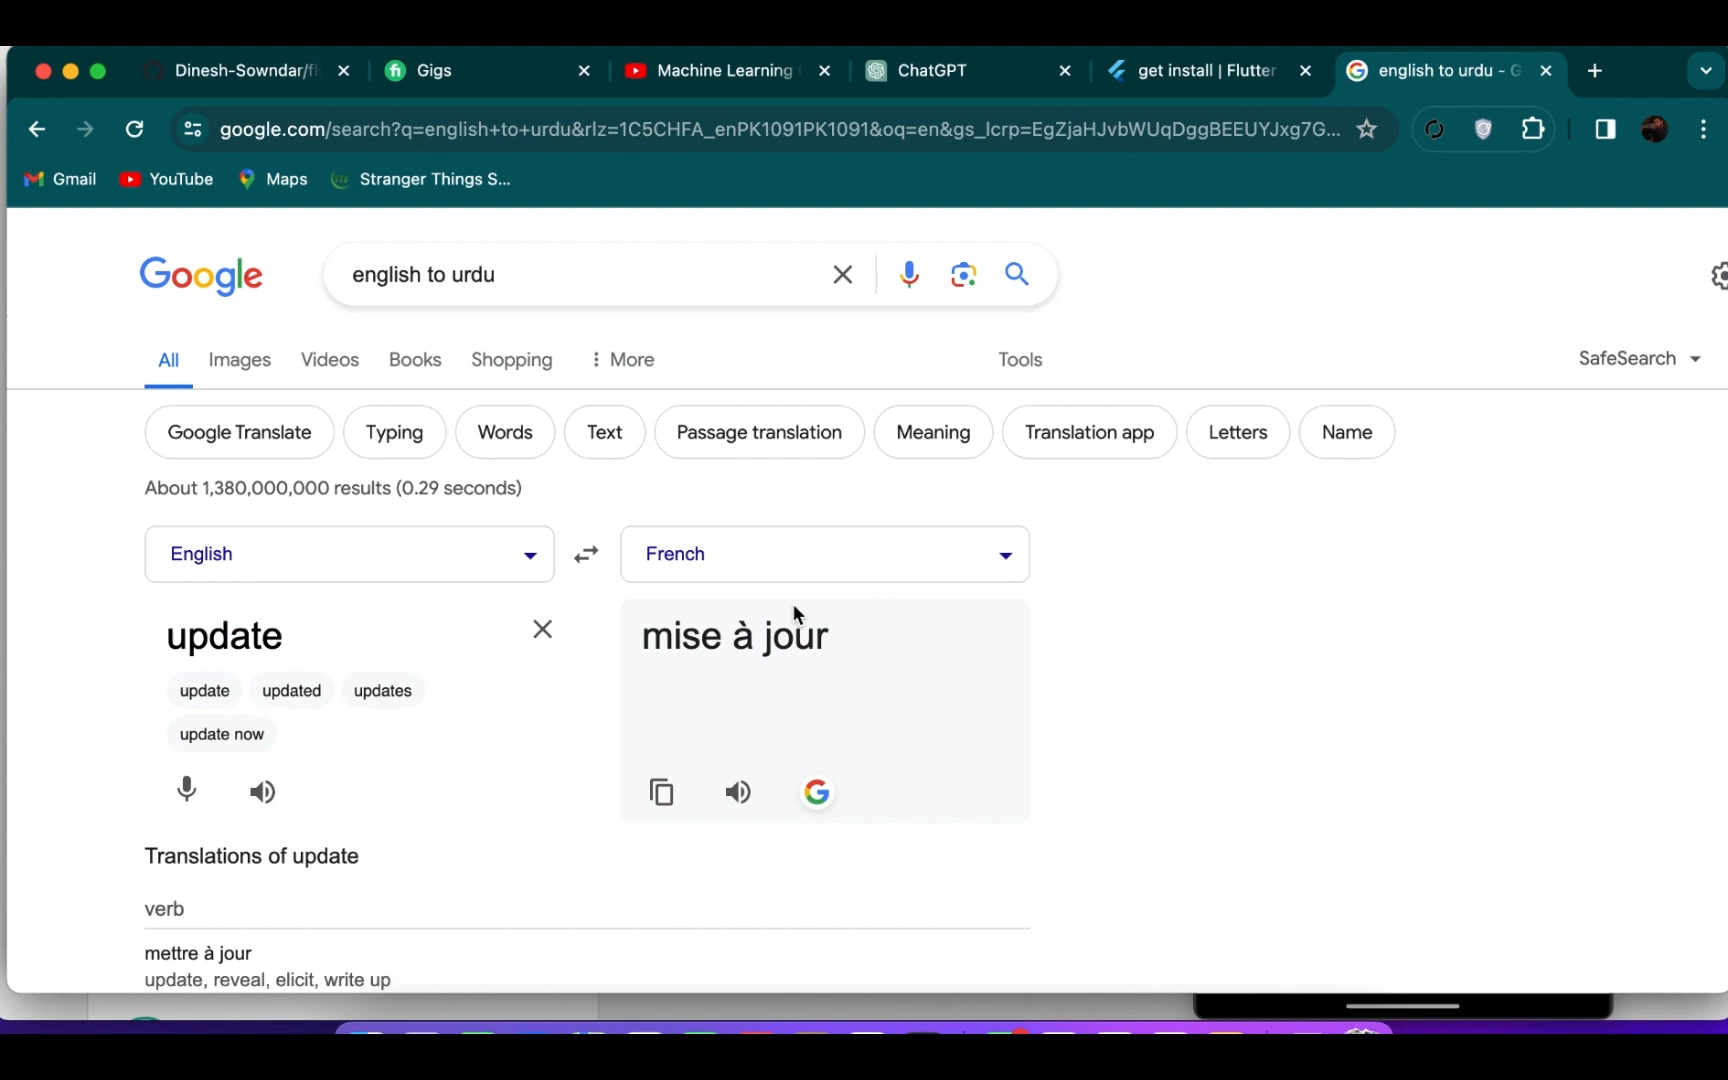 Dinesh-Sowndar/fl
Gigs
Machine Learning
ChatGPT
get install | Flutter
english to urdu - G
google.com/search?q=english+to+urdu&rlz=1C5CHFA_enPK1091PK1091&oq=en&gs_lcrp=EgZjaHJvbWUqDggBEEUYJxg7G...
Gmail
YouTube
Maps
Stranger Things S...
Google
english to urdu
All
Images
Videos
Books
Shopping
More
Tools
SafeSearch
Google Translate
Typing
Words
Text
Passage translation
Meaning
Translation app
Letters
Name
About 1,380,000,000 results (0.29 seconds)
English
French
update
mise à jour
update
updated
updates
update now
Translations of update
verb
mettre à jour
update, reveal, elicit, write up